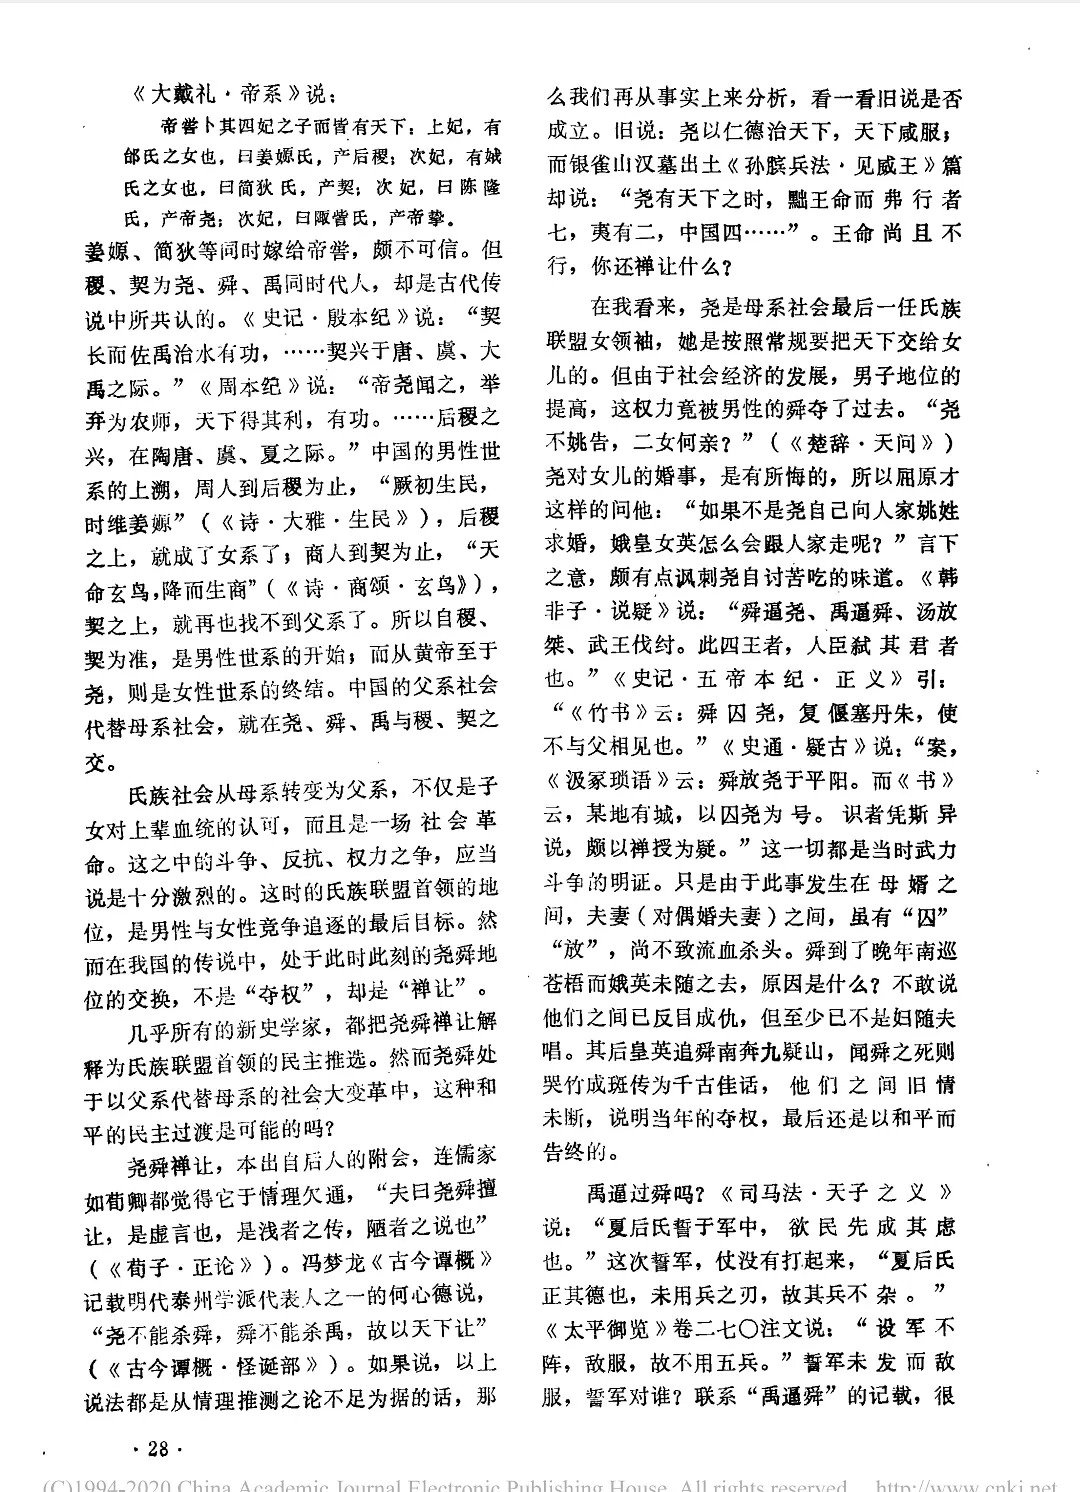 《大戴礼·帝系》说：
帝喾卜其四妃之子而皆有天下：上妃，有
邰氏之女也，曰姜嫄氏，产后稷；次妃，有娀
氏之女也，曰简狄氏，产契；次妃，曰陈隆
氏，产帝尧；次妃，曰陬訾氏，产帝挚。
姜嫄、简狄等同时嫁给帝喾，颇不可信。但
稷、契为尧、舜、禹同时代人，却是古代传
说中所共认的。《史记·殷本纪》说：“契
长而佐禹治水有功，……契兴于唐、虞、大
禹之际。”《周本纪》说：“帝尧闻之，举
弃为农师，天下得其利，有功。……后稷之
兴，在陶唐、虞、夏之际。”中国的男性世
系的上溯，周人到后稷为止，“厥初生民，
时维姜嫄”（《诗·大雅·生民》），后稷
之上，就成了女系了；商人到契为止，“天
命玄鸟，降而生商”（《诗·商颂·玄鸟》），
契之上，就再也找不到父系了。所以自稷、
契为准，是男性世系的开始；而从黄帝至于
尧，则是女性世系的终结。中国的父系社会
代替母系社会，就在尧、舜、禹与稷、契之
交。
氏族社会从母系转变为父系，不仅是子
女对上辈血统的认可，而且是一场社会革
命。这之中的斗争、反抗、权力之争，应当
说是十分激烈的。这时的氏族联盟首领的地
位，是男性与女性竞争追逐的最后目标。然
而在我国的传说中，处于此时此刻的尧舜地
位的交换，不是“夺权”，却是“禅让”。
几乎所有的新史学家，都把尧舜禅让解
释为氏族联盟首领的民主推选。然而尧舜处
于以父系代替母系的社会大变革中，这种和
平的民主过渡是可能的吗？
尧舜禅让，本出自后人的附会，连儒家
如荀卿都觉得它于情理欠通，“夫曰尧舜擅
让，是虚言也，是浅者之传，陋者之说也”
（《荀子·正论》）。冯梦龙《古今谭概》
记载明代泰州学派代表人之一的何心德说，
“尧不能杀舜，舜不能杀禹，故以天下让”
（《古今谭概·怪诞部》）。如果说，以上
说法都是从情理推测之论不足为据的话，那
么我们再从事实上来分析，看一看旧说是否
成立。旧说：尧以仁德治天下，天下咸服；
而银雀山汉墓出土《孙膑兵法·见威王》篇
却说：“尧有天下之时，黜王命而弗行者
七，夷有二，中国四……”。王命尚且不
行，你还禅让什么？
在我看来，尧是母系社会最后一任氏族
联盟女领袖，她是按照常规要把天下交给女
儿的。但由于社会经济的发展，男子地位的
提高，这权力竟被男性的舜夺了过去。“尧
不姚告，二女何亲？”（《楚辞·天问》）
尧对女儿的婚事，是有所悔的，所以屈原才
这样的问他：“如果不是尧自己向人家姚姓
求婚，娥皇女英怎么会跟人家走呢？”言下
之意，颇有点讽刺尧自讨苦吃的味道。《韩
非子·说疑》说：“舜逼尧、禹逼舜、汤放
桀、武王伐纣。此四王者，人臣弑其君者
也。”《史记·五帝本纪·正义》引：
“《竹书》云：舜囚尧，复偃塞丹朱，使
不与父相见也。”《史通·疑古》说：“案，
《汲冢琐语》云：舜放尧于平阳。而《书》
云，某地有城，以囚尧为号。识者凭斯异
说，颇以禅授为疑。”这一切都是当时武力
斗争的明证。只是由于此事发生在母婿之
间，夫妻（对偶婚夫妻）之间，虽有“囚”
“放”，尚不致流血杀头。舜到了晚年南巡
苍梧而娥英未随之去，原因是什么？不敢说
他们之间已反目成仇，但至少已不是妇随夫
唱。其后皇英追舜南奔九疑山，闻舜之死则
哭竹成斑传为千古佳话，他们之间旧情
未断，说明当年的夺权，最后还是以和平而
告终的。
禹逼过舜吗？《司马法·天子之义》
说：“夏后氏誓于军中，欲民先成其虑
也。”这次誓军，仗没有打起来，“夏后氏
正其德也，未用兵之刃，故其兵不杂。”
《太平御览》卷二七〇注文说：“设军不
阵，敌服，故不用五兵。”誓军未发而敌
服，誓军对谁？联系“禹逼舜”的记载，很
·28·
(C)1994-2020 China Academic Journal Electronic Publishing House. All rights reserved. http://www.cnki.net